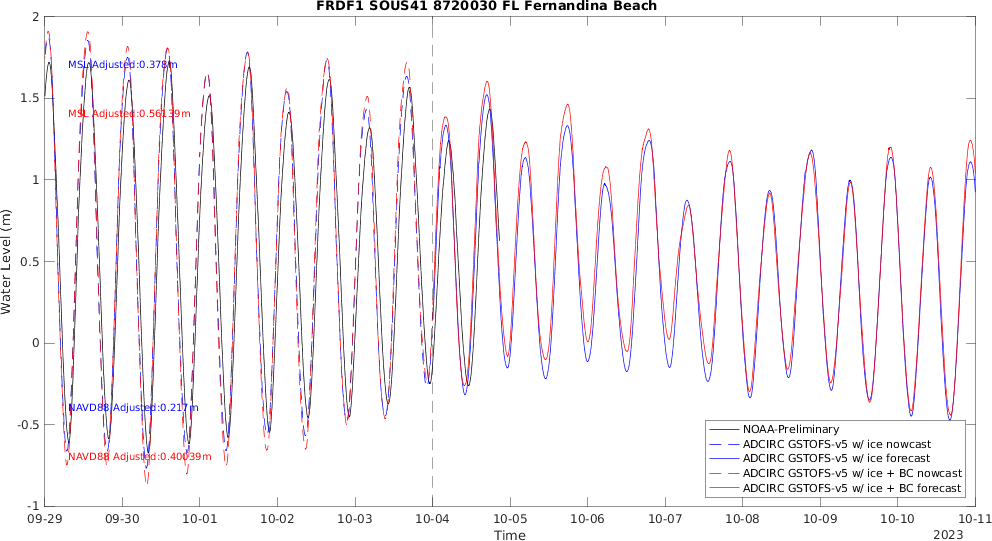 FRDF1 SOUS41 8720030 FL Fernandina Beach
2
1.5
1
0.5
0
-0.5
-1
Water Level (m)
MSL Adjusted:0.378m
MSL Adjusted:0.56139m
NAVD88 Adjusted:0.217m
NAVD88 Adjusted:0.40039m
NOAA-Preliminary
ADCIRC GSTOFS-v5 w/ ice nowcast
ADCIRC GSTOFS-v5 w/ ice forecast
ADCIRC GSTOFS-v5 w/ ice + BC nowcast
ADCIRC GSTOFS-v5 w/ ice + BC forecast
09-29 09-30 10-01 10-02 10-03 10-04 10-05 10-06 10-07 10-08 10-09 10-10 10-11
Time
2023